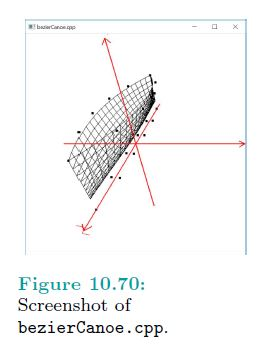 bezierCanoe.cpp
Figure 10.70:
Screenshot of
bezierCanoe.cpp.